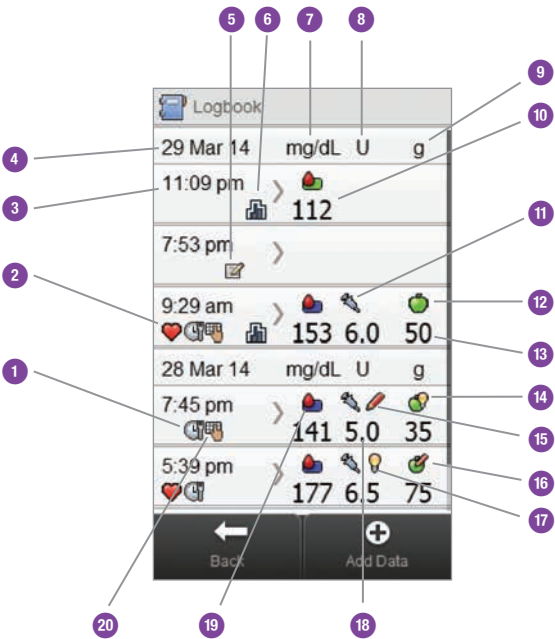 5 6 7 8
9
10
11
12
13
14
15
16
17
4
3
2
1
20 19 18
Logbook
29 Mar 14 mg/dL U g
11:09 pm 112
7:53 pm
9:29 am 153 6.0 50
28 Mar 14 mg/dL U g
7:45 pm 141 5.0 35
5:39 pm 177 6.5 75
Back Add Data